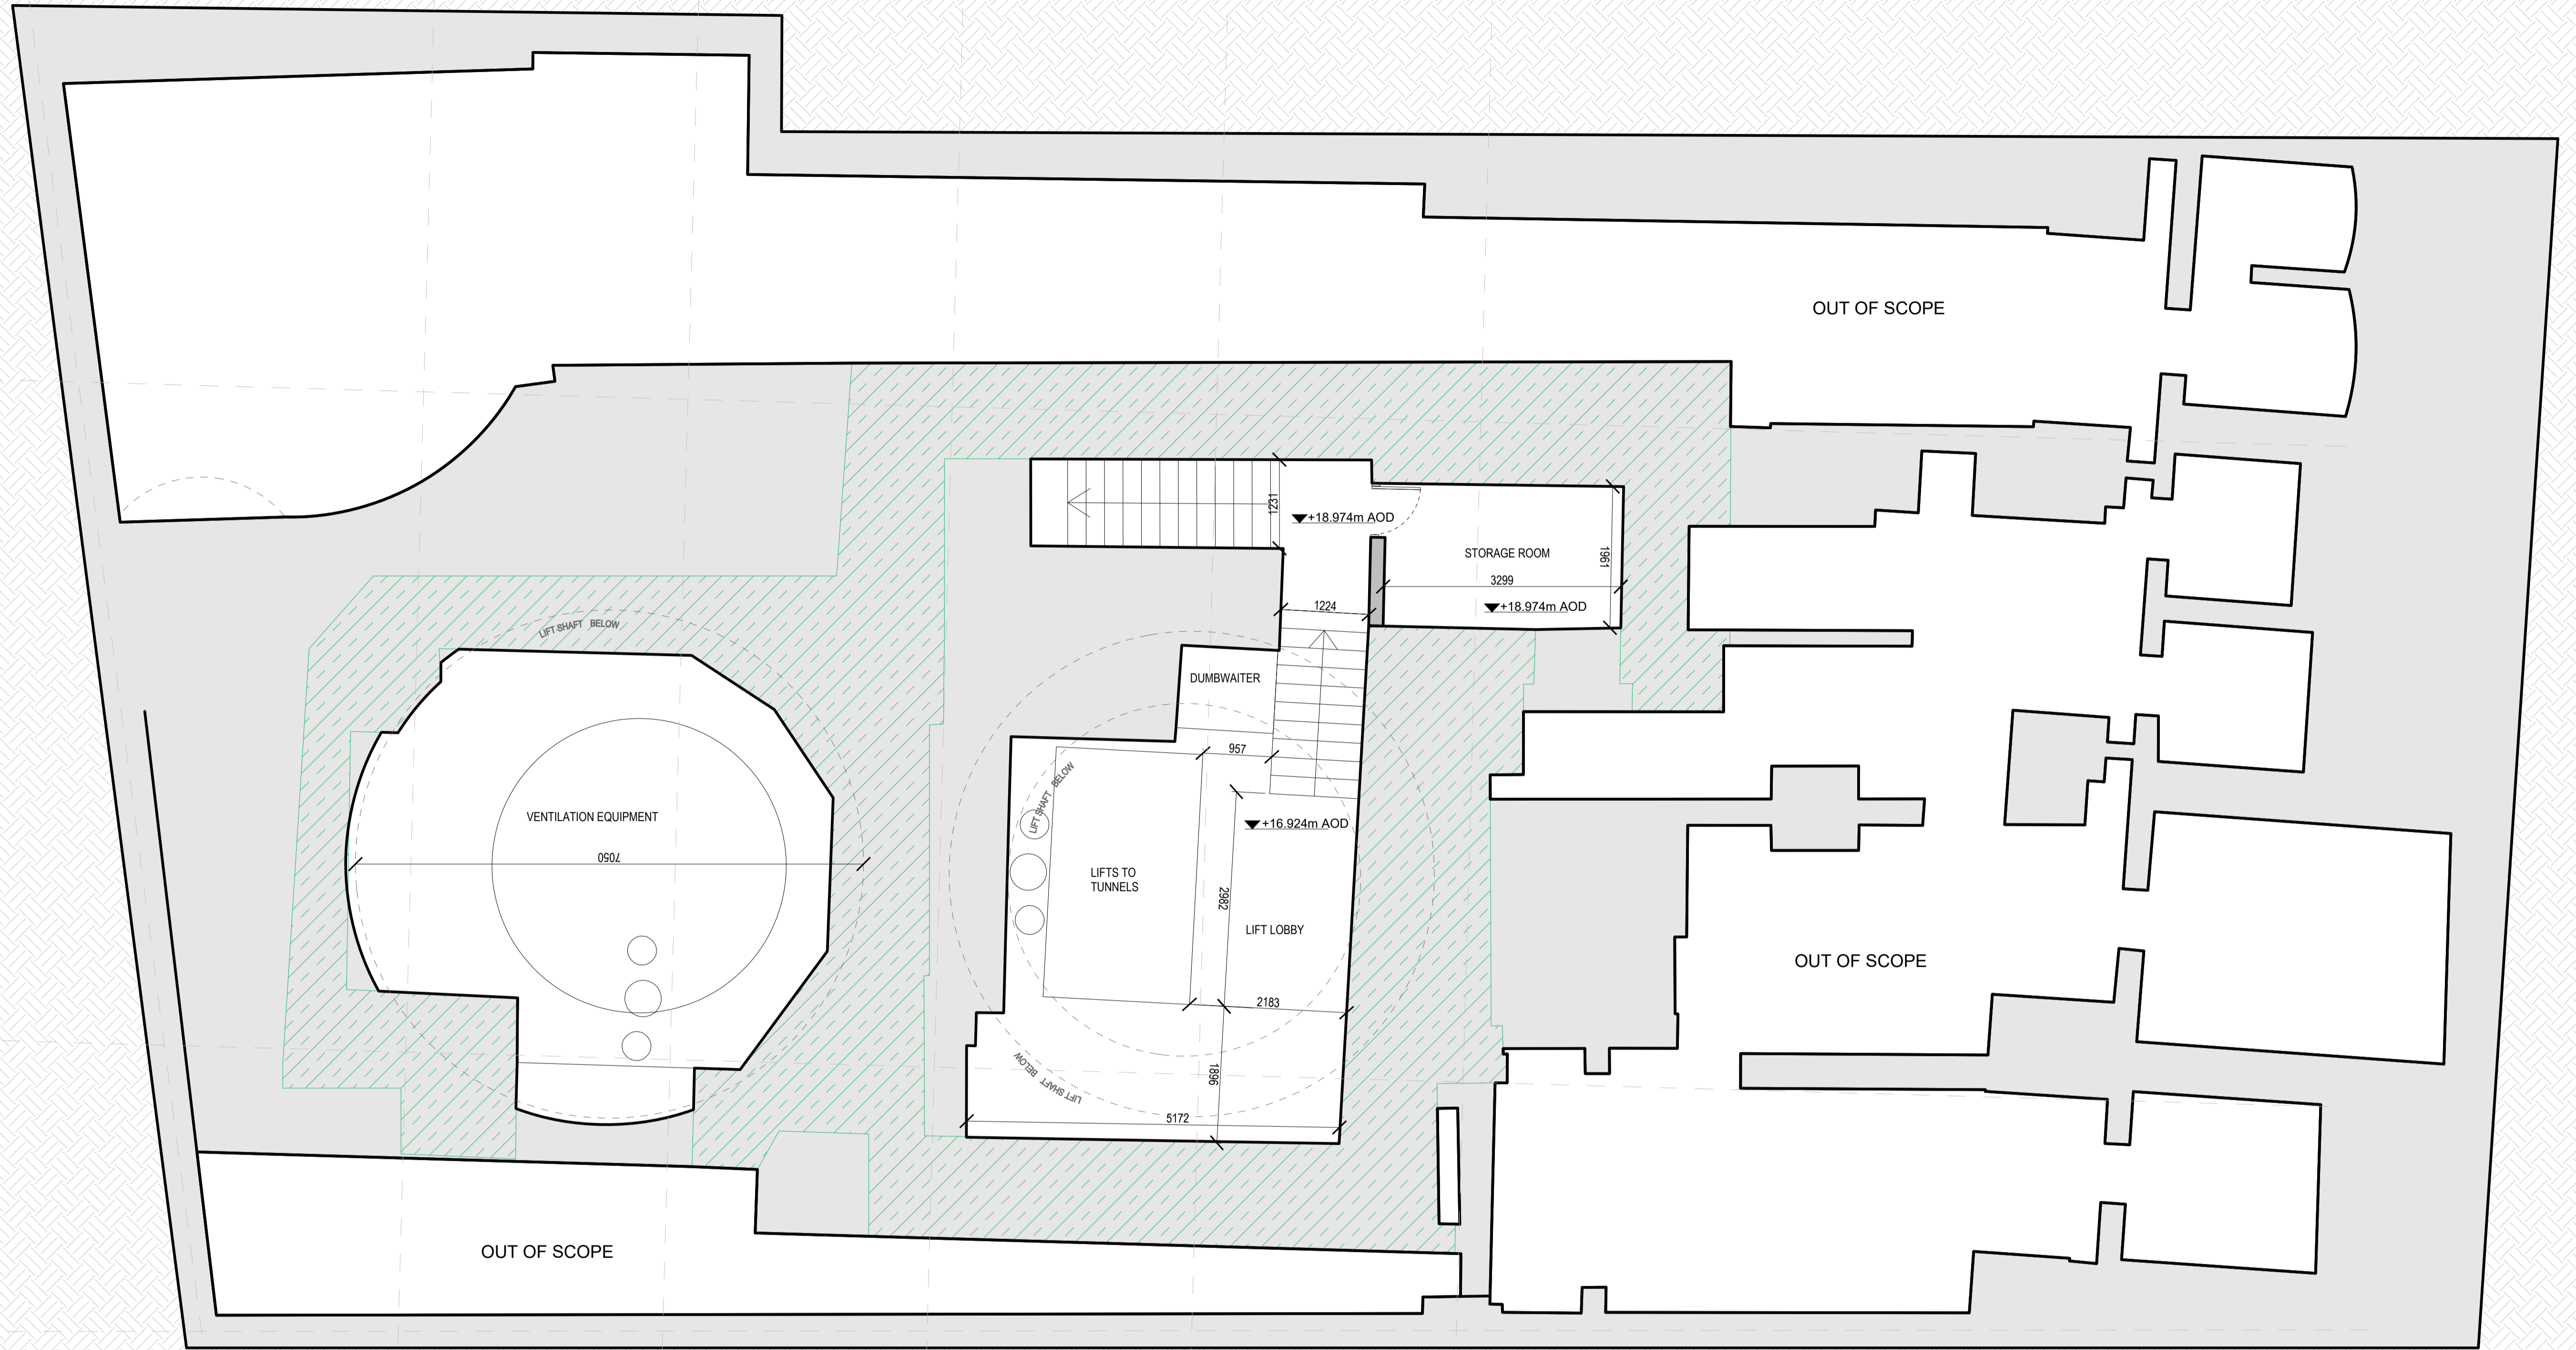 OUT OF SCOPE
1231
+18.974m AOD
STORAGE ROOM
1961
3299
+18.974m AOD
1224
LIFT SHAFT BELOW
DUMBWAITER
957
LIFT SHAFT BELOW
VENTILATION EQUIPMENT
+16.924m AOD
7050
LIFTS TO
TUNNELS
2982
LIFT LOBBY
OUT OF SCOPE
2183
1896
LIFT SHAFT BELOW
5172
OUT OF SCOPE